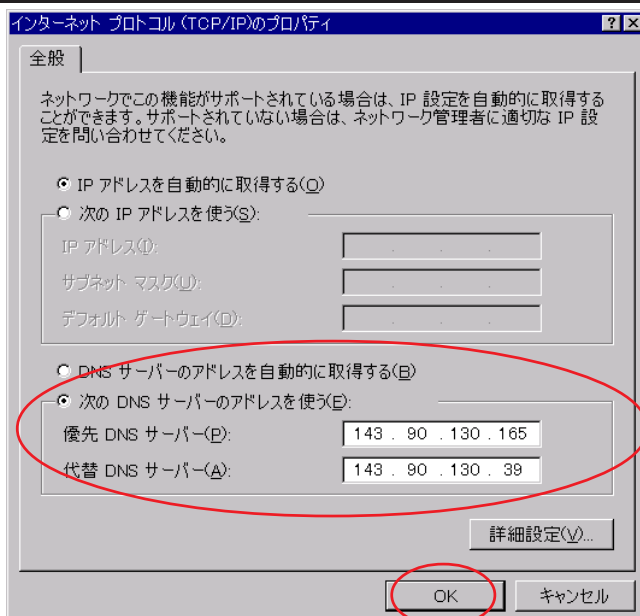 インターネット プロトコル (TCP/IP)のプロパティ
全般
ネットワークでこの機能がサポートされている場合は、IP 設定を自動的に取得する
ことができます。サポートされていない場合は、ネットワーク管理者に適切な IP 設
定を問い合わせてください。
IP アドレスを自動的に取得する(O)
次の IP アドレスを使う(S):
IP アドレス(I):
サブネット マスク(U):
デフォルト ゲートウェイ(D):
DNS サーバーのアドレスを自動的に取得する(B)
次の DNS サーバーのアドレスを使う(E):
優先 DNS サーバー(P): 143 . 90 . 130 . 165
代替 DNS サーバー(A): 143 . 90 . 130 . 39
詳細設定(V)...
OK キャンセル